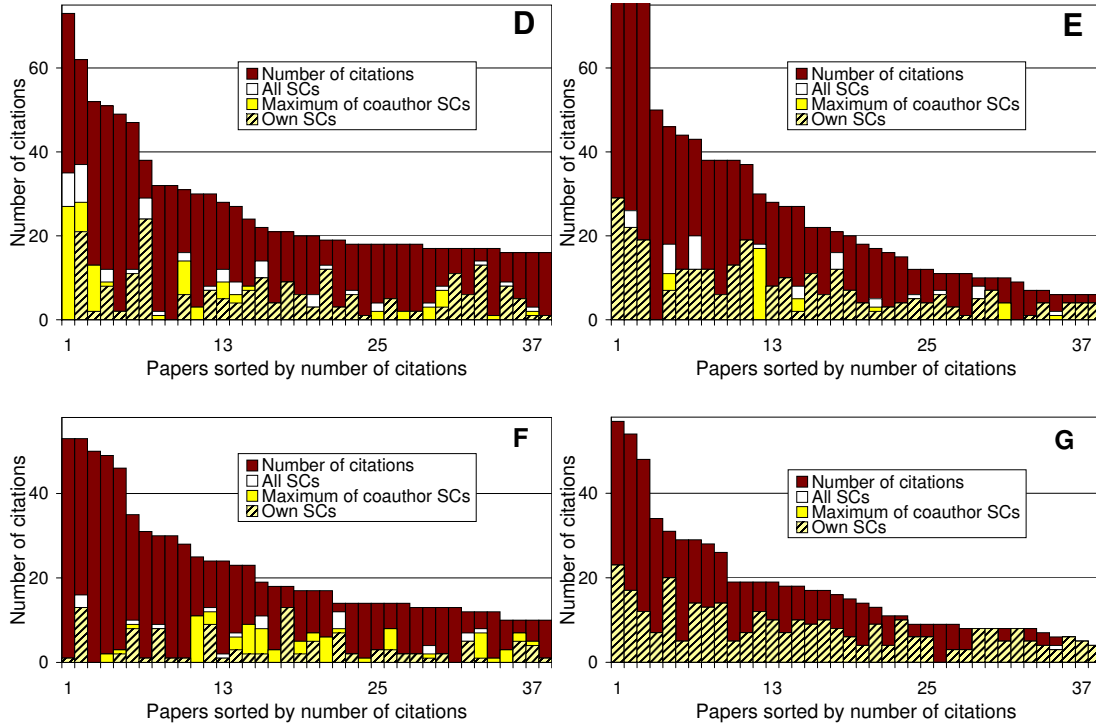 D
Number of citations
60
40
20
0
Number of citations
All SCs
Maximum of coauthor SCs
Own SCs
1 13 25 37
Papers sorted by number of citations
E
Number of citations
60
40
20
0
Number of citations
All SCs
Maximum of coauthor SCs
Own SCs
1 13 25 37
Papers sorted by number of citations
F
Number of citations
40
20
0
Number of citations
All SCs
Maximum of coauthor SCs
Own SCs
1 13 25 37
Papers sorted by number of citations
G
Number of citations
40
20
0
Number of citations
All SCs
Maximum of coauthor SCs
Own SCs
1 13 25 37
Papers sorted by number of citations